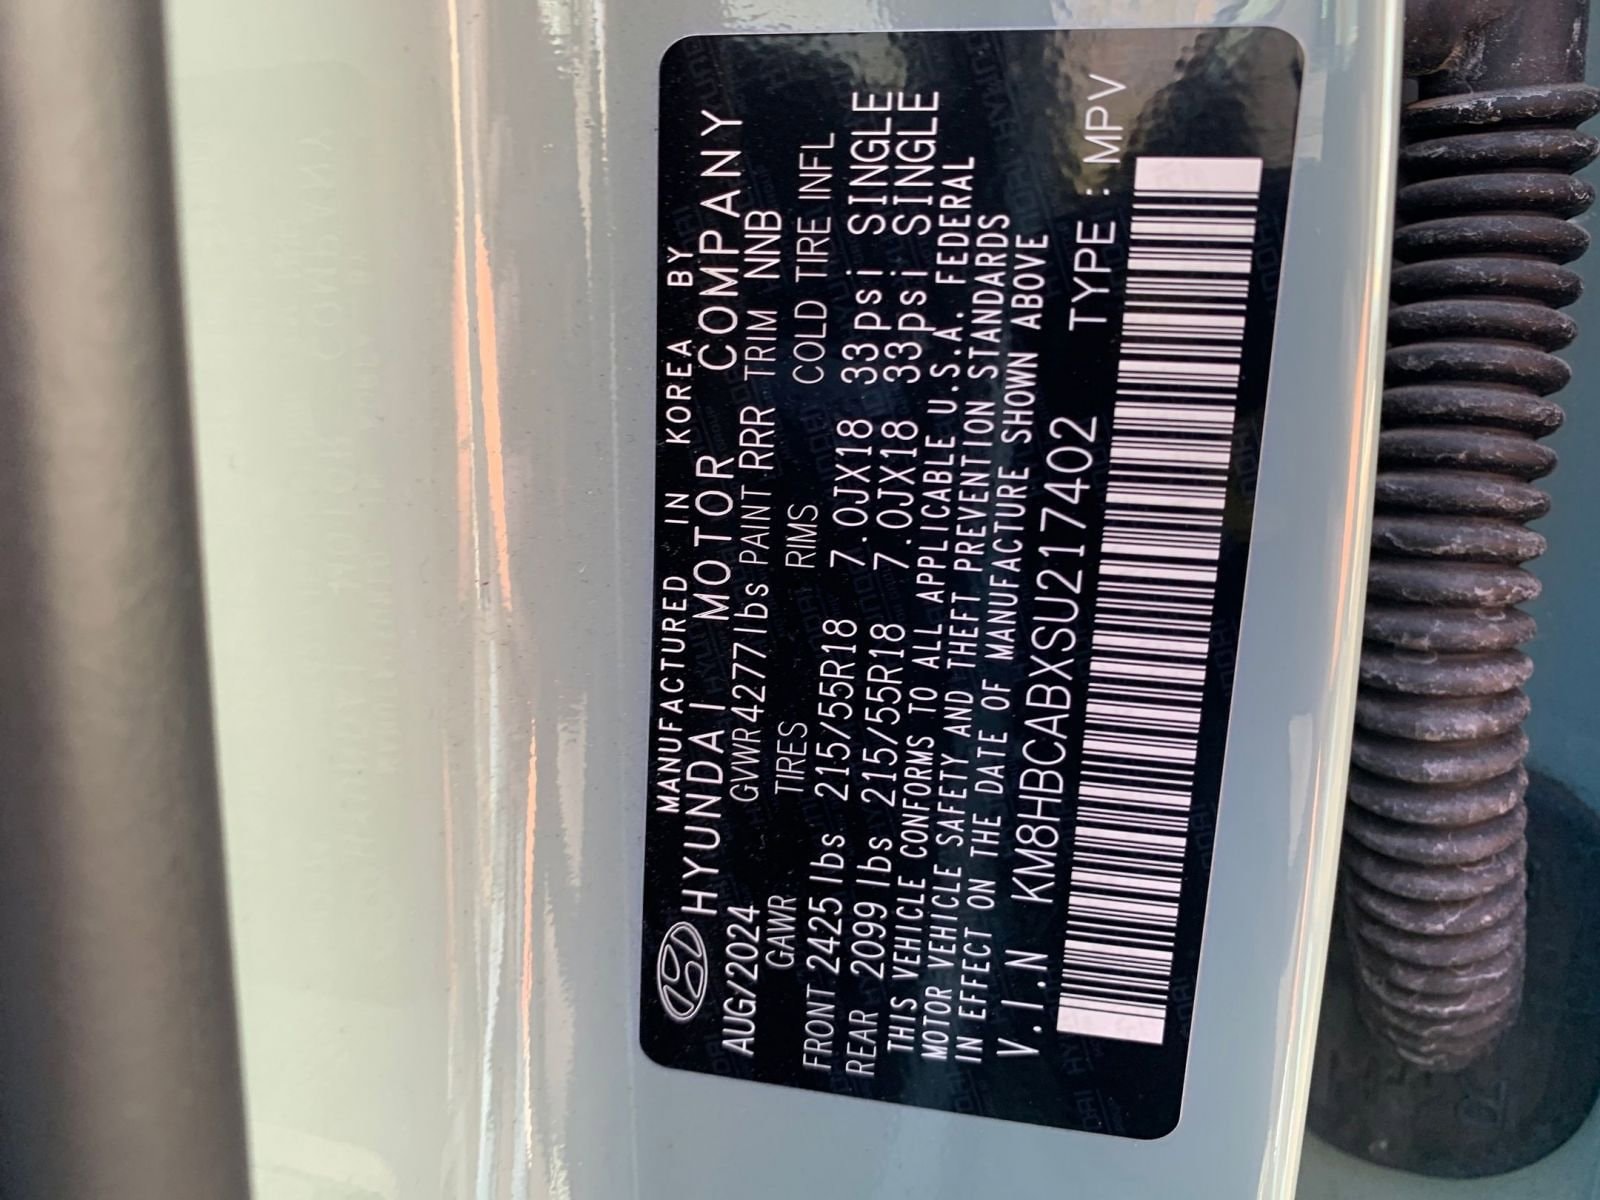 MANUFACTURED IN KOREA BY
HYUNDAI MOTOR COMPANY
AUG/2024 GVWR 4277lbs PAINT RRR TRIM NNB
GAWR TIRES RIMS COLD TIRE INFL
FRONT 2425 lbs 215/55R18 7.0JX18 33psi SINGLE
REAR 2099 lbs 215/55R18 7.0JX18 33psi SINGLE
THIS VEHICLE CONFORMS TO ALL APPLICABLE U.S.A. FEDERAL
MOTOR VEHICLE SAFETY AND THEFT PREVENTION STANDARDS
IN EFFECT ON THE DATE OF MANUFACTURE SHOWN ABOVE
V.I.N KM8HBCABXSU217402 TYPE : MPV